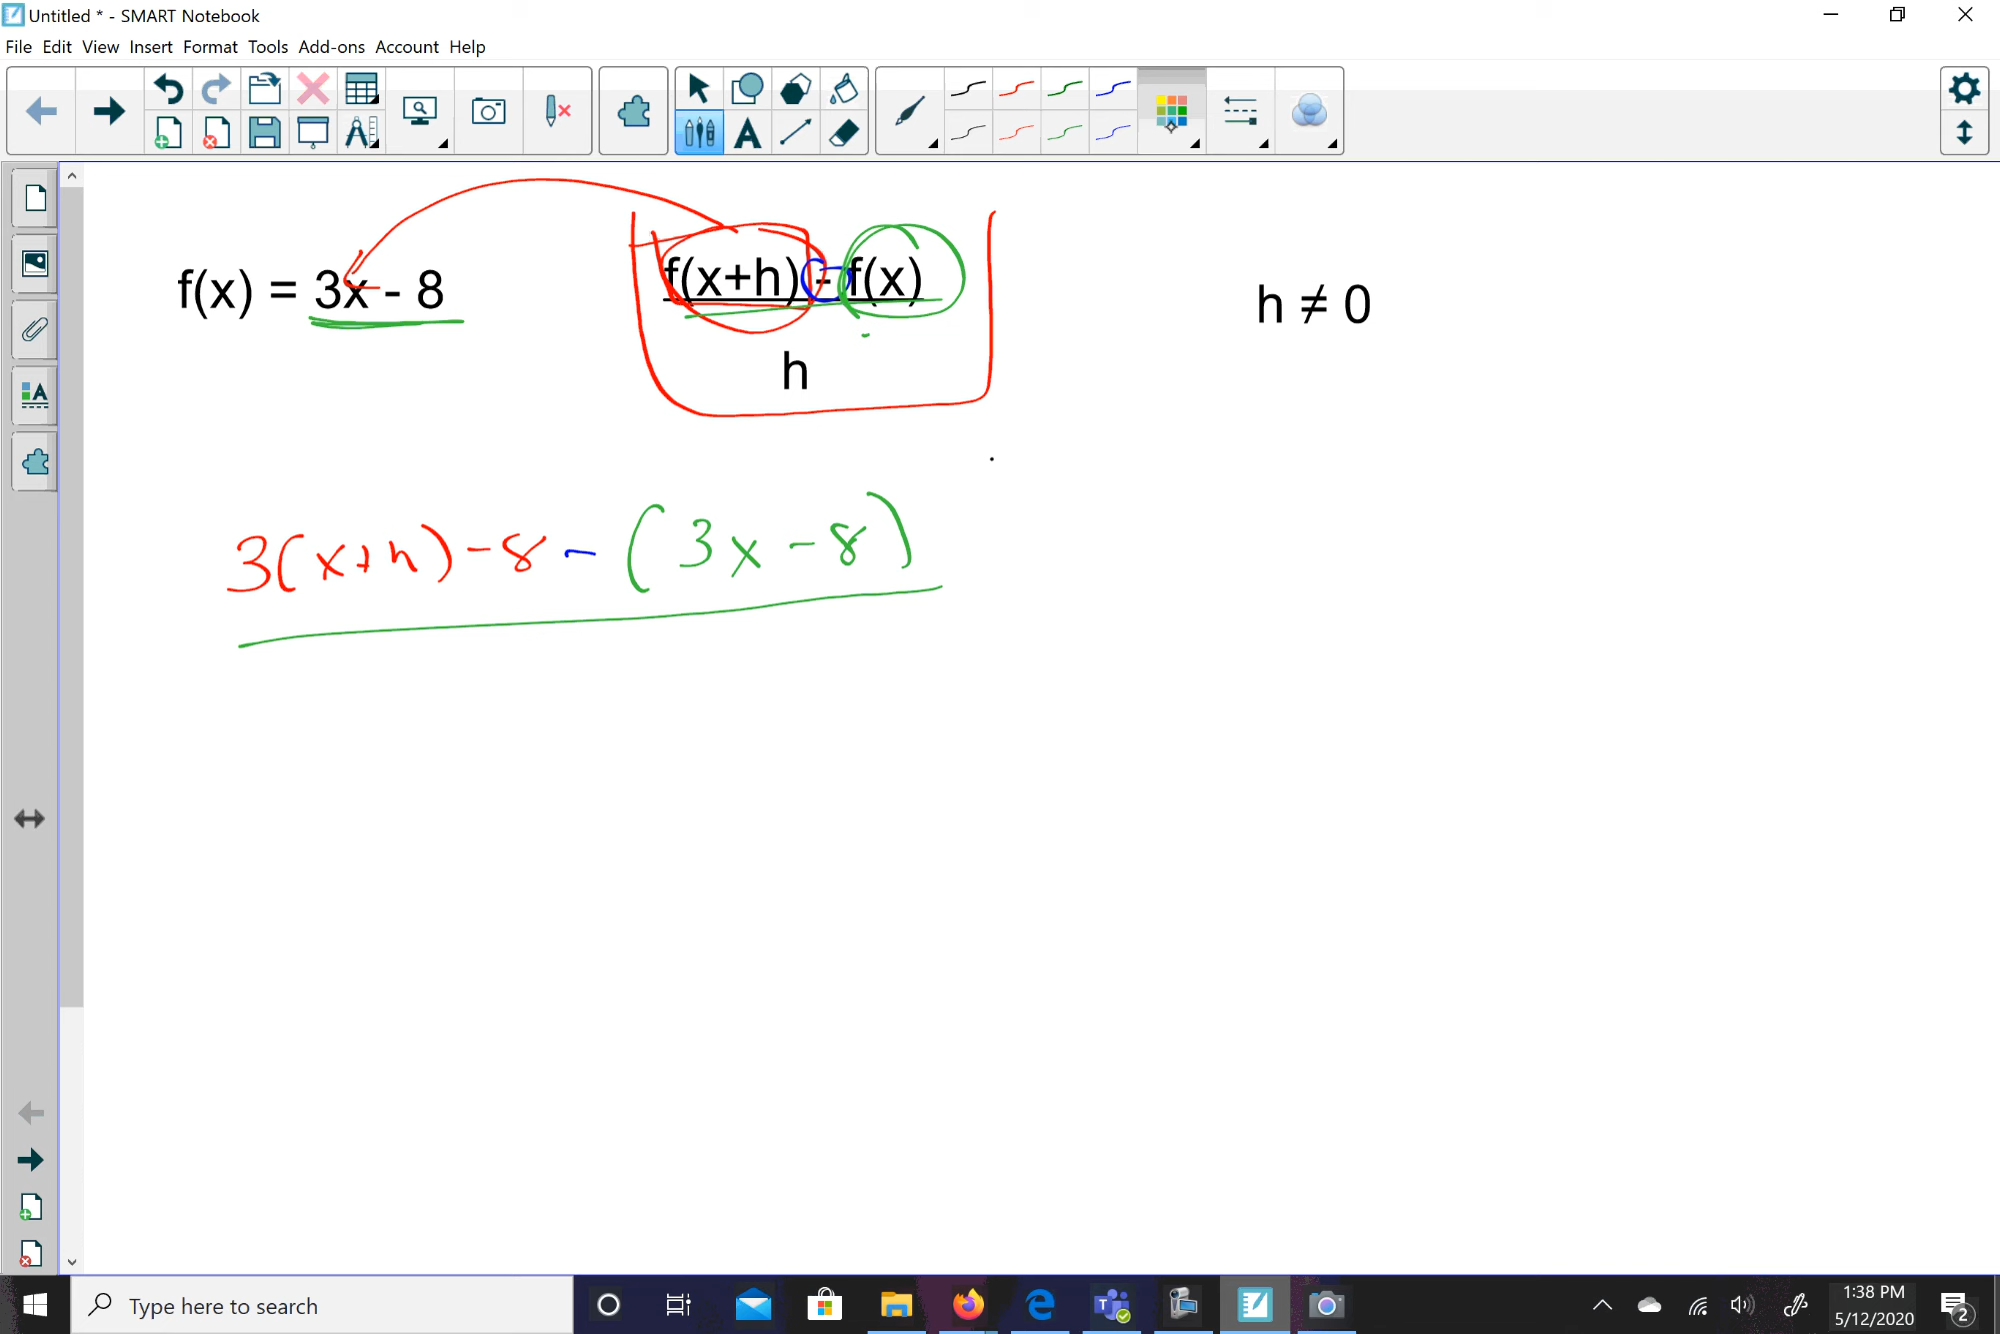 Untitled * - SMART Notebook
File Edit View Insert Format Tools Add-ons Account Help
f(x) = 3x - 8
f(x+h) - f(x)
h
h ≠ 0
3(x+h) - 8 - (3x - 8)
Type here to search
1:38 PM
5/12/2020
2